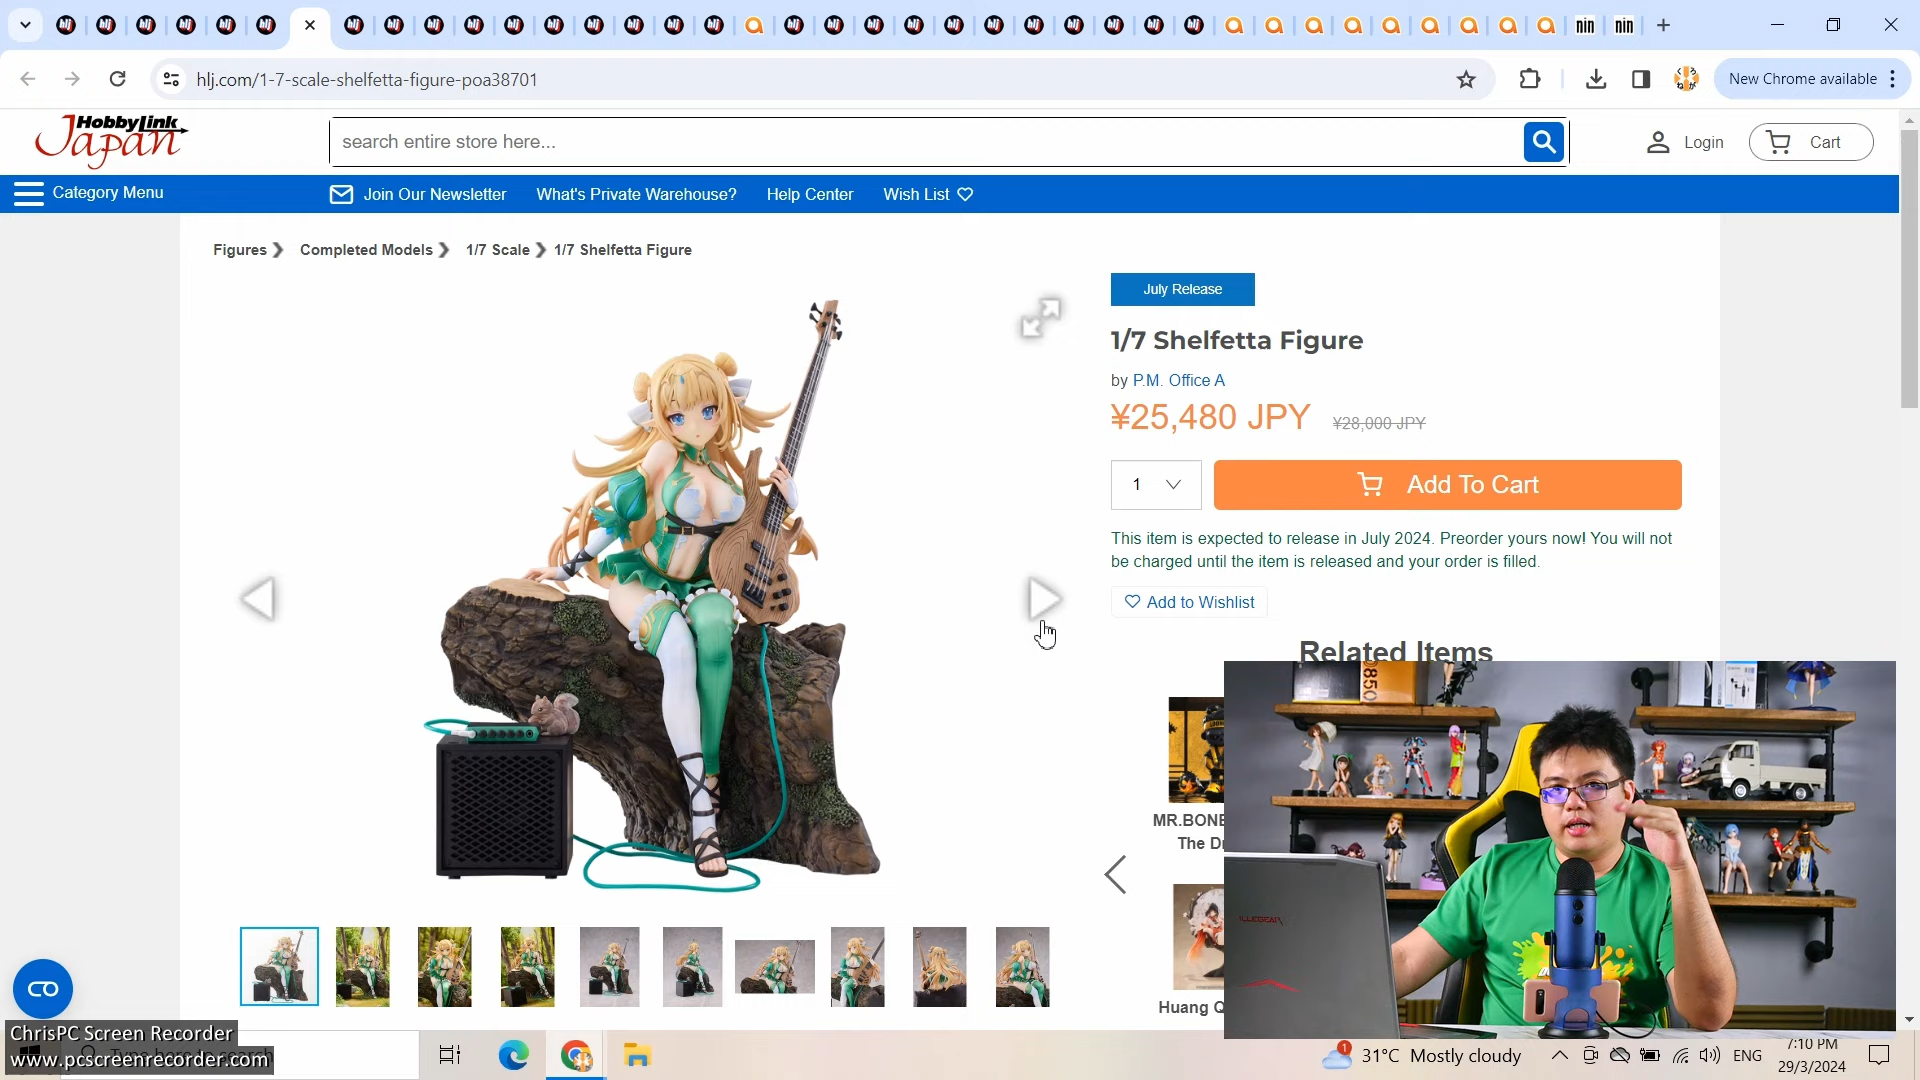 nin
nin
hlj.com/1-7-scale-shelfetta-figure-poa38701
New Chrome available
HobbyLink
Japan
search entire store here...
Login
Cart
Category Menu
Join Our Newsletter
What's Private Warehouse?
Help Center
Wish List
Figures
Completed Models
1/7 Scale
1/7 Shelfetta Figure
July Release
1/7 Shelfetta Figure
by P.M. Office A
¥25,480 JPY ¥28,000 JPY
1
Add To Cart
This item is expected to release in July 2024. Preorder yours now! You will not
be charged until the item is released and your order is filled.
Add to Wishlist
Related Items
MR.BONE
The Dr
Huang Q
ILLEGEAR
ChrisPC Screen Recorder
www.pcscreenrecorder.com
1
31°C Mostly cloudy
ENG
7:10 PM
29/3/2024